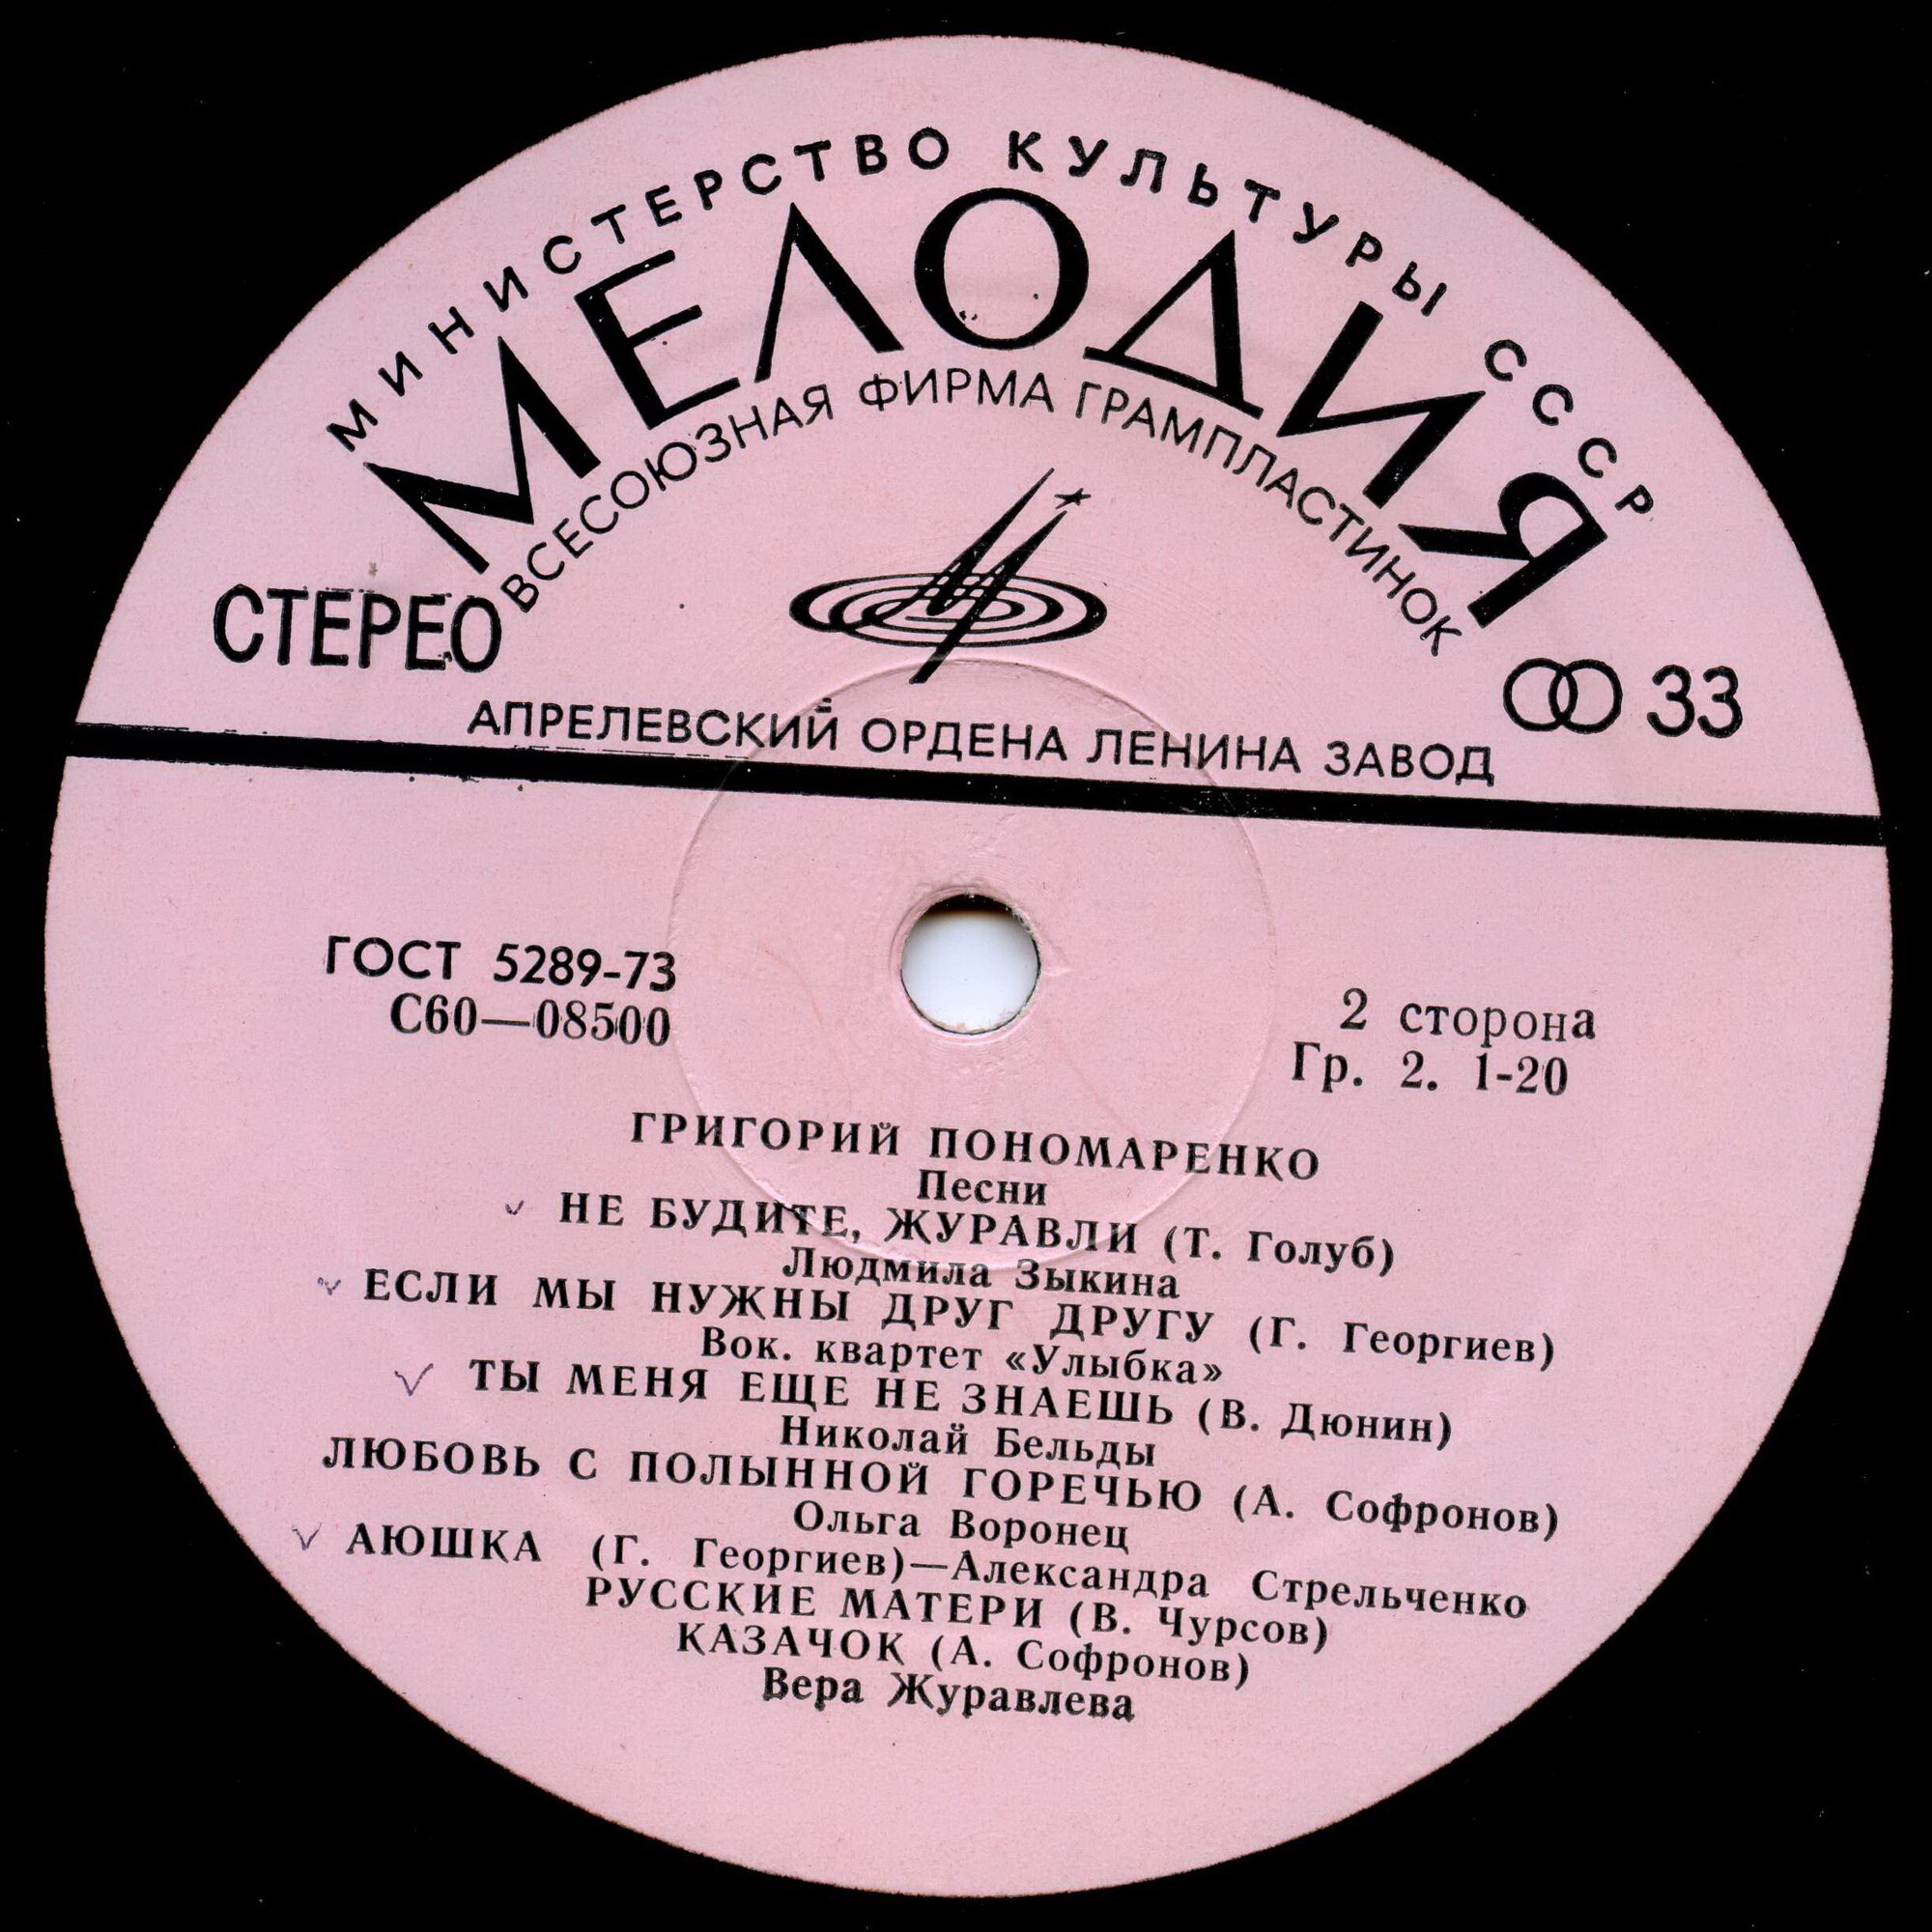 МИНИСТЕРСТВО КУЛЬТУРЫ СССР
МЕЛОДИЯ
ВСЕСОЮЗНАЯ ФИРМА ГРАМПЛАСТИНОК
СТЕРЕО
33
АПРЕЛЕВСКИЙ ОРДЕНА ЛЕНИНА ЗАВОД
ГОСТ 5289-73
С60—08500
2 сторона
Гр. 2. 1-20
ГРИГОРИЙ ПОНОМАРЕНКО
Песни
НЕ БУДИТЕ, ЖУРАВЛИ (Т. Голуб)
Людмила Зыкина
ЕСЛИ МЫ НУЖНЫ ДРУГ ДРУГУ (Г. Георгиев)
Вок. квартет «Улыбка»
ТЫ МЕНЯ ЕЩЕ НЕ ЗНАЕШЬ (В. Дюнин)
Николай Бельды
ЛЮБОВЬ С ПОЛЫННОЙ ГОРЕЧЬЮ (А. Софронов)
Ольга Воронец
АЮШКА (Г. Георгиев)—Александра Стрельченко
РУССКИЕ МАТЕРИ (В. Чурсов)
КАЗАЧОК (А. Софронов)
Вера Журавлева